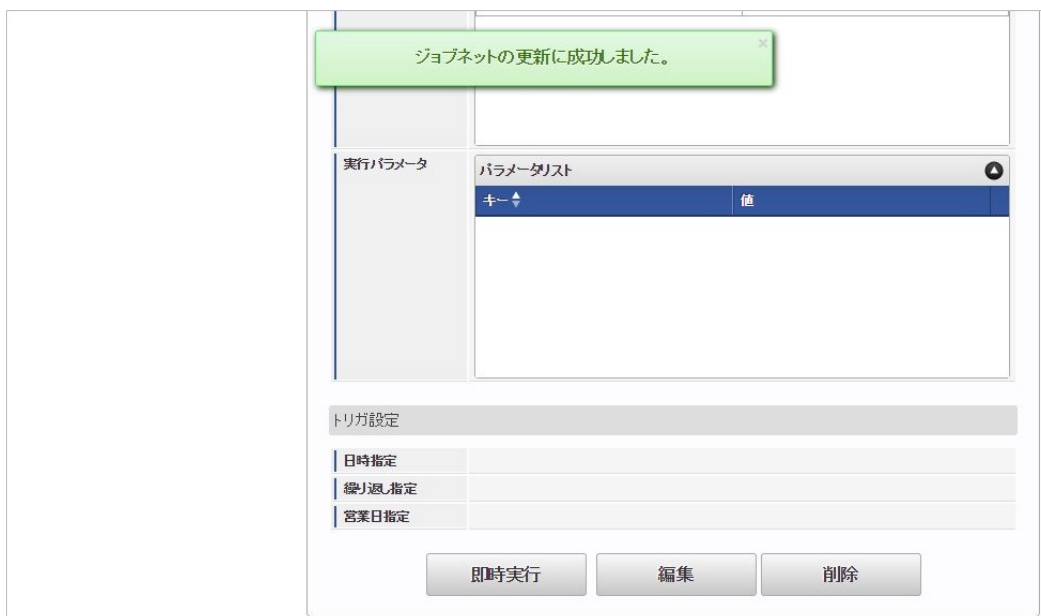 ジョブネットの更新に成功しました。
×
実行パラメータ
パラメータリスト
キー
値
トリガ設定
日時指定
繰り返し指定
営業日指定
即時実行 編集 削除